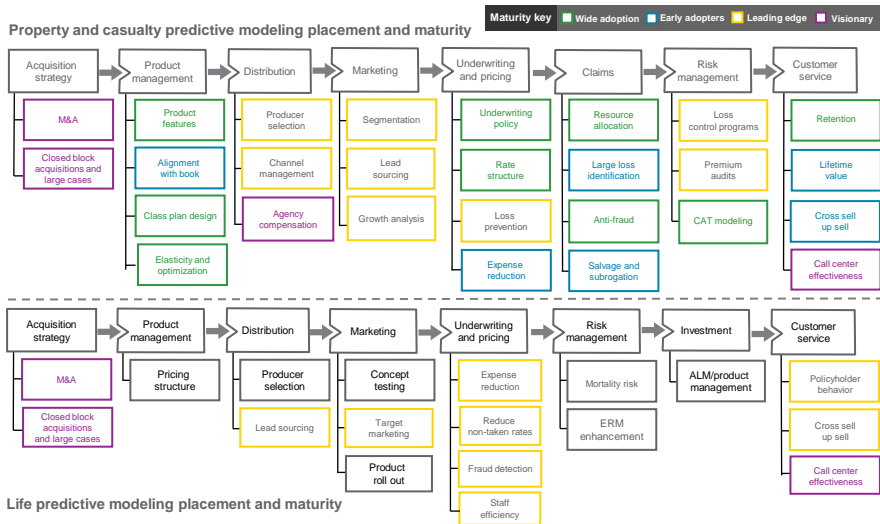 Maturity key
Wide adoption
Early adopters
Leading edge
Visionary
Property and casualty predictive modeling placement and maturity
Acquisition
strategy
Product
management
Distribution
Marketing
Underwriting
and pricing
Claims
Risk
management
Customer
service
M&A
Closed block
acquisitions and
large cases
Product
features
Alignment
with book
Class plan design
Elasticity and
optimization
Producer
selection
Channel
management
Agency
compensation
Segmentation
Lead
sourcing
Growth analysis
Underwriting
policy
Rate
structure
Loss
prevention
Expense
reduction
Resource
allocation
Large loss
identification
Anti-fraud
Salvage and
subrogation
Loss
control programs
Premium
audits
CAT modeling
Retention
Lifetime
value
Cross sell
up sell
Call center
effectiveness
Acquisition
strategy
Product
management
Distribution
Marketing
Underwriting
and pricing
Risk
management
Investment
Customer
service
M&A
Closed block
acquisitions
and large cases
Pricing
structure
Producer
selection
Lead sourcing
Concept
testing
Target
marketing
Product
roll out
Expense
reduction
Reduce
non-taken rates
Fraud detection
Staff
efficiency
Mortality risk
ERM
enhancement
ALM/product
management
Policyholder
behavior
Cross sell
up sell
Call center
effectiveness
Life predictive modeling placement and maturity